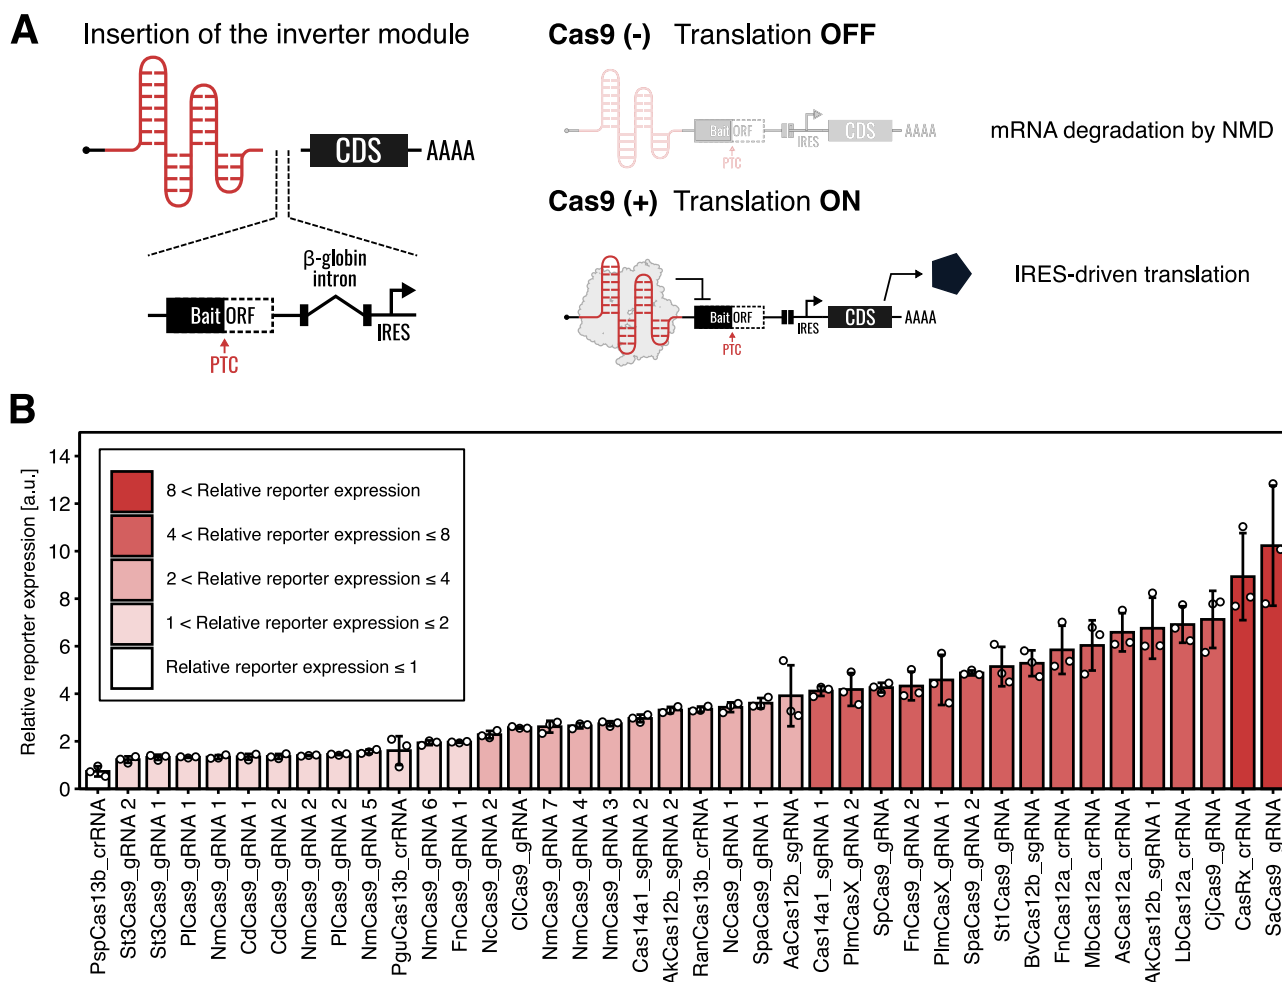 A
Insertion of the inverter module
CDS
AAAA
β-globin
intron
Bait ORF
IRES
PTC
Cas9 (-) Translation OFF
Bait ORF
IRES
CDS
AAAA
PTC
mRNA degradation by NMD
Cas9 (+) Translation ON
Bait ORF
IRES
CDS
AAAA
PTC
IRES-driven translation
B
Relative reporter expression [a.u.]
14
12
10
8
6
4
2
0
8 < Relative reporter expression
4 < Relative reporter expression ≤ 8
2 < Relative reporter expression ≤ 4
1 < Relative reporter expression ≤ 2
Relative reporter expression ≤ 1
PspCas13b_crRNA
St3Cas9_gRNA 2
St3Cas9_gRNA 1
PlCas9_gRNA 1
NmCas9_gRNA 1
CdCas9_gRNA 1
CdCas9_gRNA 2
NmCas9_gRNA 2
PlCas9_gRNA 2
NmCas9_gRNA 5
PguCas13b_crRNA
NmCas9_gRNA 6
FnCas9_gRNA 1
NcCas9_gRNA 2
ClCas9_gRNA
NmCas9_gRNA 7
NmCas9_gRNA 4
NmCas9_gRNA 3
Cas14a1_sgRNA 2
AkCas12b_sgRNA 2
RanCas13b_crRNA
NcCas9_gRNA 1
SpaCas9_gRNA 1
AaCas12b_sgRNA
Cas14a1_sgRNA 1
PlmCasX_gRNA 2
SpCas9_gRNA
FnCas9_gRNA 2
PlmCasX_gRNA 1
SpaCas9_gRNA 2
St1Cas9_gRNA
BvCas12b_sgRNA
FnCas12a_crRNA
MbCas12a_crRNA
AsCas12a_crRNA
AkCas12b_sgRNA 1
LbCas12a_crRNA
CjCas9_gRNA
CasRx_crRNA
SaCas9_gRNA